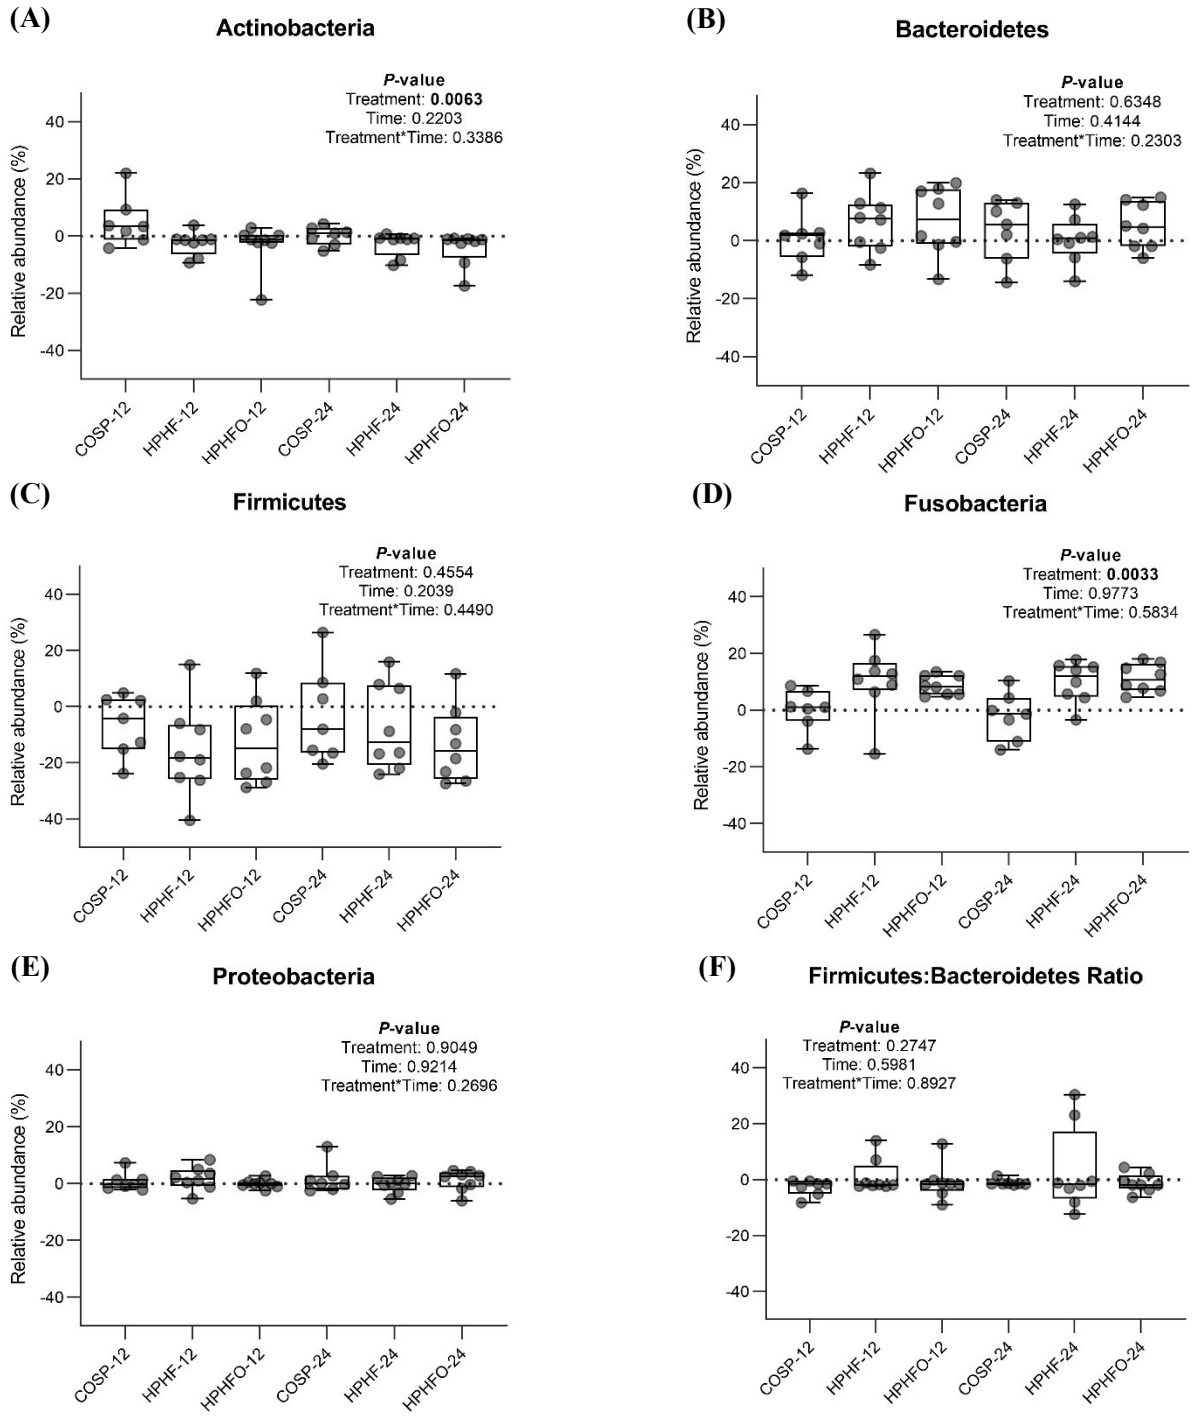 (A)
Actinobacteria
P-value
Treatment: 0.0063
Time: 0.2203
Treatment*Time: 0.3386
Relative abundance (%)
40
20
0
-20
-40
COSP-12
HPHF-12
HPHFO-12
COSP-24
HPHF-24
HPHFO-24
(B)
Bacteroidetes
P-value
Treatment: 0.6348
Time: 0.4144
Treatment*Time: 0.2303
Relative abundance (%)
40
20
0
-20
-40
COSP-12
HPHF-12
HPHFO-12
COSP-24
HPHF-24
HPHFO-24
(C)
Firmicutes
P-value
Treatment: 0.4554
Time: 0.2039
Treatment*Time: 0.4490
Relative abundance (%)
40
20
0
-20
-40
COSP-12
HPHF-12
HPHFO-12
COSP-24
HPHF-24
HPHFO-24
(D)
Fusobacteria
P-value
Treatment: 0.0033
Time: 0.9773
Treatment*Time: 0.5834
Relative abundance (%)
40
20
0
-20
-40
COSP-12
HPHF-12
HPHFO-12
COSP-24
HPHF-24
HPHFO-24
(E)
Proteobacteria
P-value
Treatment: 0.9049
Time: 0.9214
Treatment*Time: 0.2696
Relative abundance (%)
40
20
0
-20
-40
COSP-12
HPHF-12
HPHFO-12
COSP-24
HPHF-24
HPHFO-24
(F)
Firmicutes:Bacteroidetes Ratio
P-value
Treatment: 0.2747
Time: 0.5981
Treatment*Time: 0.8927
Relative abundance (%)
40
20
0
-20
-40
COSP-12
HPHF-12
HPHFO-12
COSP-24
HPHF-24
HPHFO-24